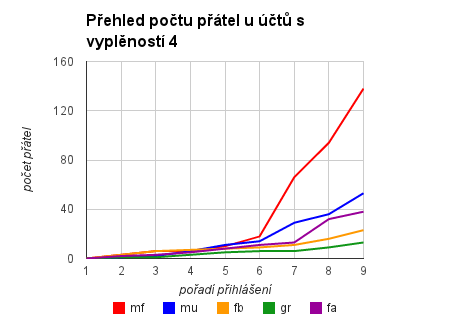 Přehled počtu přátel u účtů s
vyplěností 4
160
120
80
40
0
počet přátel
1 2 3 4 5 6 7 8 9
pořadí přihlášení
mf mu fb gr fa